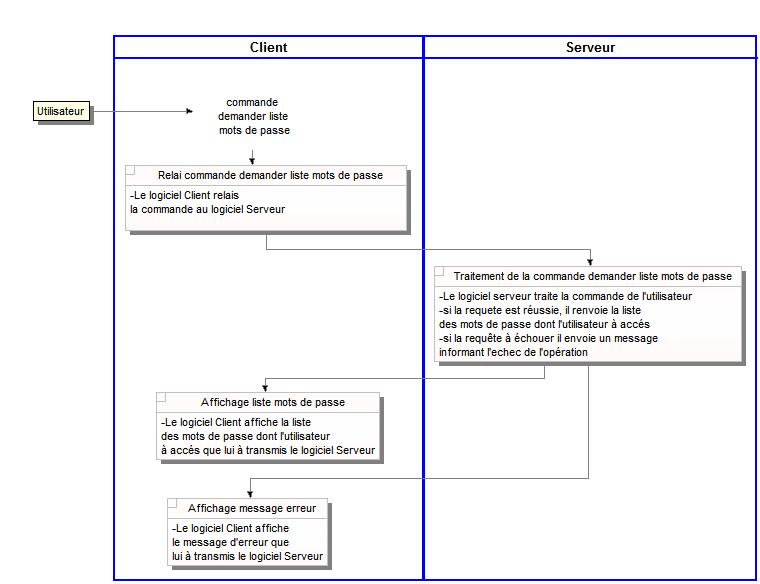 Client
Serveur
Utilisateur
commande
demander liste
mots de passe
Relai commande demander liste mots de passe
-Le logiciel Client relais
la commande au logiciel Serveur
Traitement de la commande demander liste mots de passe
-Le logiciel serveur traite la commande de l'utilisateur
-si la requete est réussie, il renvoie la liste
des mots de passe dont l'utilisateur à accés
-si la requête à échouer il envoie un message
informant l'echec de l'opération
Affichage liste mots de passe
-Le logiciel Client affiche la liste
des mots de passe dont l'utilisateur
à accés que lui à transmis le logiciel Serveur
Affichage message erreur
-Le logiciel Client affiche
le message d'erreur que
lui à transmis le logiciel Serveur